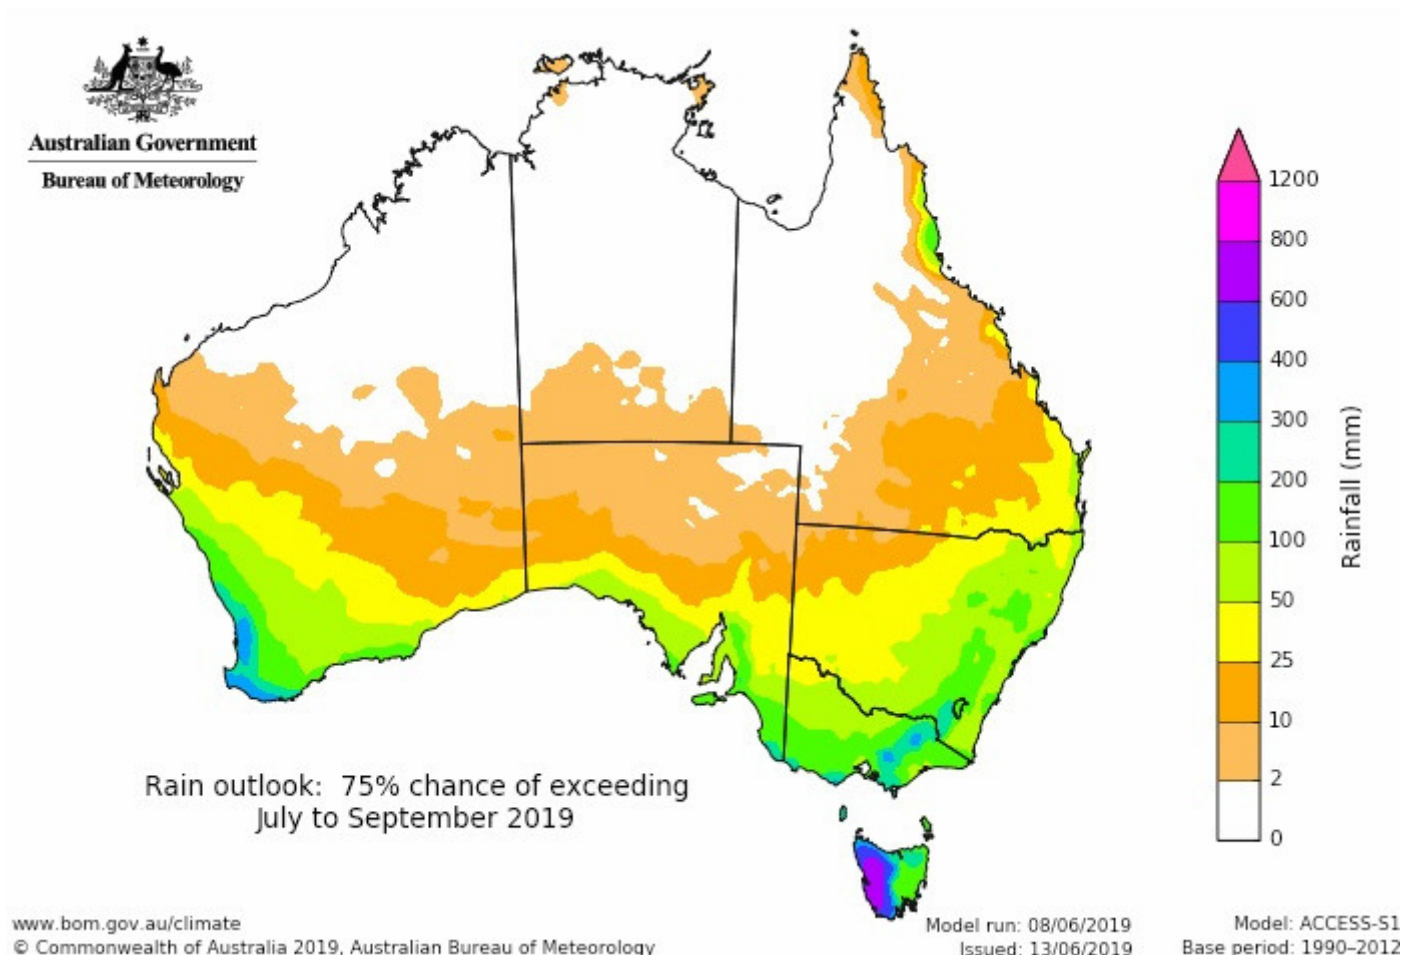 Australian Government
Bureau of Meteorology
1200
800
600
400
300
200
100
50
25
10
2
0
Rainfall (mm)
Rain outlook:  75% chance of exceeding
July to September 2019
www.bom.gov.au/climate
© Commonwealth of Australia 2019, Australian Bureau of Meteorology
Model run: 08/06/2019
Issued: 13/06/2019
Model: ACCESS-S1
Base period: 1990–2012